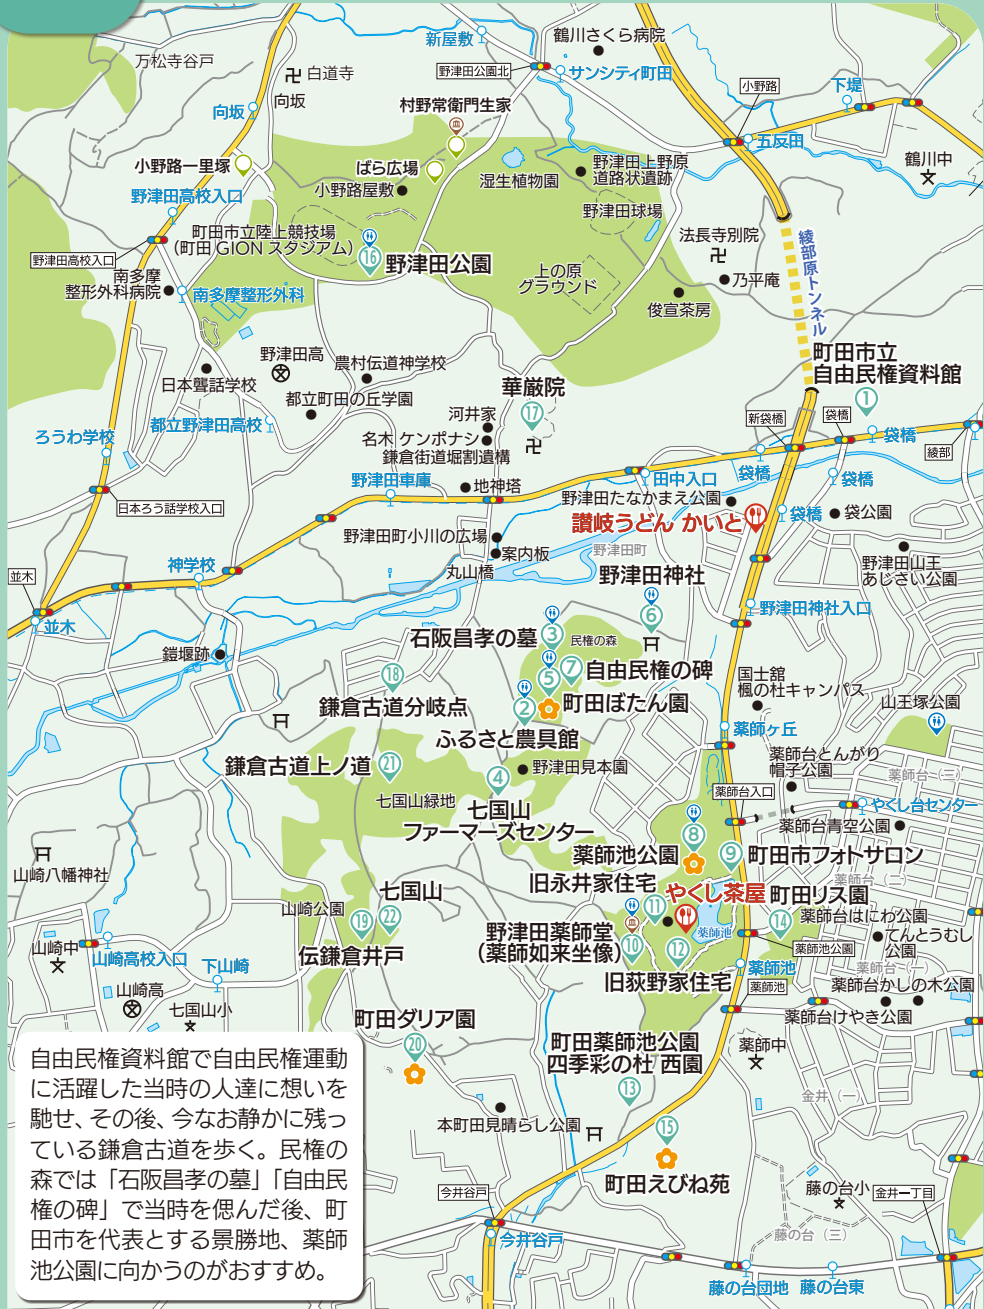 新屋敷
鶴川さくら病院
万松寺谷戸
白道寺
野津田公園北
サンシティ町田
小野路
下堤
向坂
向坂
村野常衛門生家
五反田
小野路一里塚
ばら広場
湿生植物園
野津田上野原
道路状遺跡
鶴川中
野津田高校入口
小野路屋敷
野津田球場
町田市立陸上競技場
(町田 GION スタジアム)
法長寺別院
綾部原トンネル
野津田高校入口
16
野津田公園
上の原
グラウンド
乃平庵
南多摩
整形外科病院
南多摩整形外科
俊宣茶房
野津田高
農村伝道神学校
町田市立
自由民権資料館
1
日本聾話学校
都立町田の丘学園
華厳院
17
都立野津田高校
河井家
新袋橋
袋橋
袋橋
綾部
ろうわ学校
名木 ケンポナシ
鎌倉街道堀割遺構
野津田車庫
地神塔
田中入口
袋橋
袋橋
日本ろう話学校入口
野津田たなかまえ公園
讃岐うどん かいと
袋橋
袋公園
野津田町小川の広場
案内板
野津田町
野津田山王
あじさい公園
神学校
丸山橋
野津田神社
並木
並木
6
野津田神社入口
石阪昌孝の墓
3
民権の森
鎧堰跡
18
5
7
自由民権の碑
国士舘
楓の杜キャンパス
鎌倉古道分岐点
2
町田ぼたん園
山王塚公園
ふるさと農具館
薬師ヶ丘
鎌倉古道上ノ道
21
4
野津田見本園
薬師台とんがり
帽子公園
薬師台(三)
七国山緑地
七国山
ファーマーズセンター
薬師台入口
やくし台センター
8
薬師台青空公園
薬師池公園
9
町田市フォトサロン
山崎八幡神社
旧永井家住宅
薬師台(二)
七国山
やくし茶屋
町田リス園
山崎公園
19
22
11
14
薬師台はにわ公園
野津田薬師堂
(薬師如来坐像)
10
薬師池
てんとうむし
公園
山崎中
山崎高校入口
伝鎌倉井戸
12
薬師池公園
下山崎
旧荻野家住宅
薬師池
薬師台(一)
山崎高
薬師池
薬師台かしの木公園
七国山小
薬師台けやき公園
町田ダリア園
20
町田薬師池公園
四季彩の杜 西園
13
薬師中
金井(一)
本町田見晴らし公園
15
町田えびね苑
今井谷戸
藤の台小
金井一丁目
今井谷戸
藤の台(三)
藤の台団地
藤の台東
自由民権資料館で自由民権運動
に活躍した当時の人達に想いを
馳せ、その後、今なお静かに残っ
ている鎌倉古道を歩く。民権の
森では「石阪昌孝の墓」「自由民
権の碑」で当時を偲んだ後、町
田市を代表とする景勝地、薬師
池公園に向かうのがおすすめ。